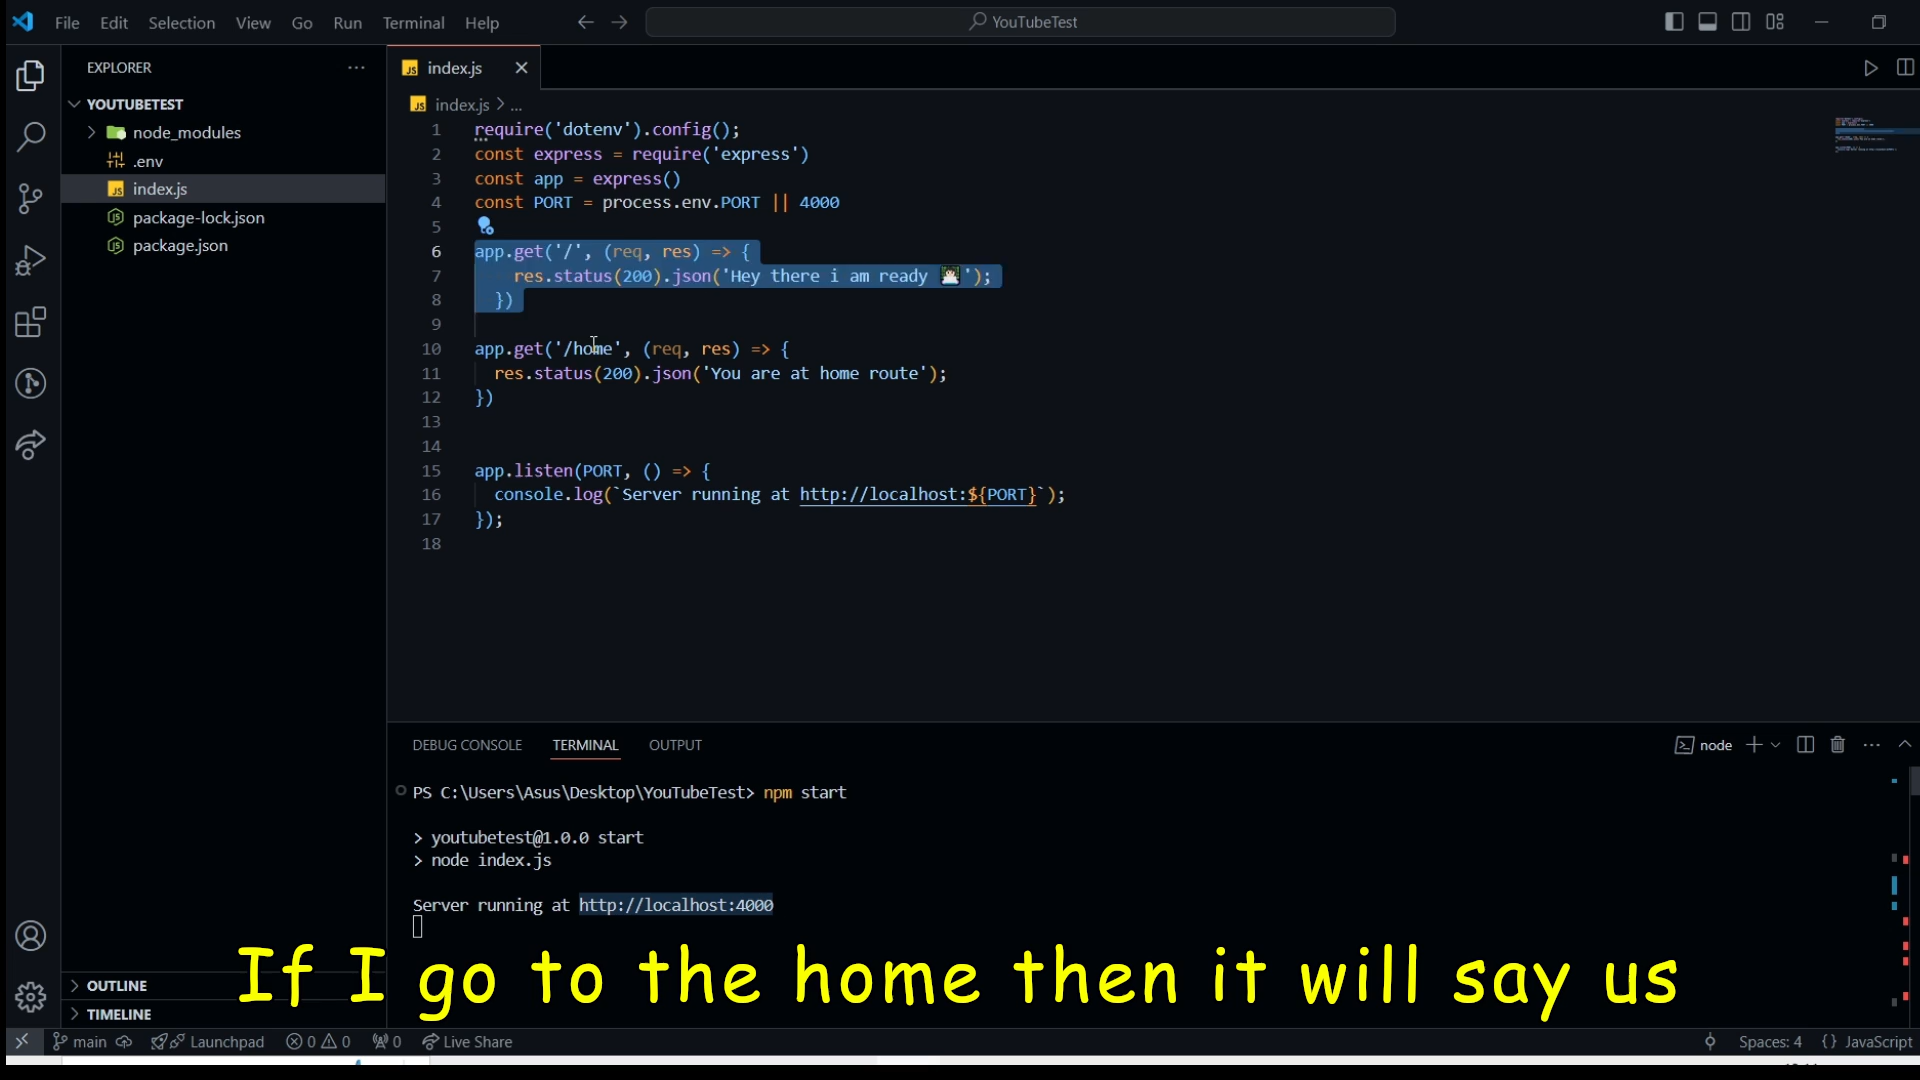 File Edit Selection View Go Run Terminal Help
YouTubeTest
EXPLORER
YOUTUBETEST
node_modules
.env
index.js
package-lock.json
package.json
OUTLINE
TIMELINE
index.js
index.js > ...
1 require('dotenv').config();
2 const express = require('express')
3 const app = express()
4 const PORT = process.env.PORT || 4000
5
6 app.get('/', (req, res) => {
7 res.status(200).json('Hey there i am ready 👨🏻‍💻');
8 })
9
10 app.get('/home', (req, res) => {
11 res.status(200).json('You are at home route');
12 })
13
14
15 app.listen(PORT, () => {
16 console.log(`Server running at http://localhost:${PORT}`);
17 });
18
DEBUG CONSOLE TERMINAL OUTPUT
node
PS C:\Users\Asus\Desktop\YouTubeTest> npm start
> youtubetest@1.0.0 start
> node index.js
Server running at http://localhost:4000
If I go to the home then it will say us
main Launchpad 0 0 0 Live Share
Spaces: 4 {} JavaScript